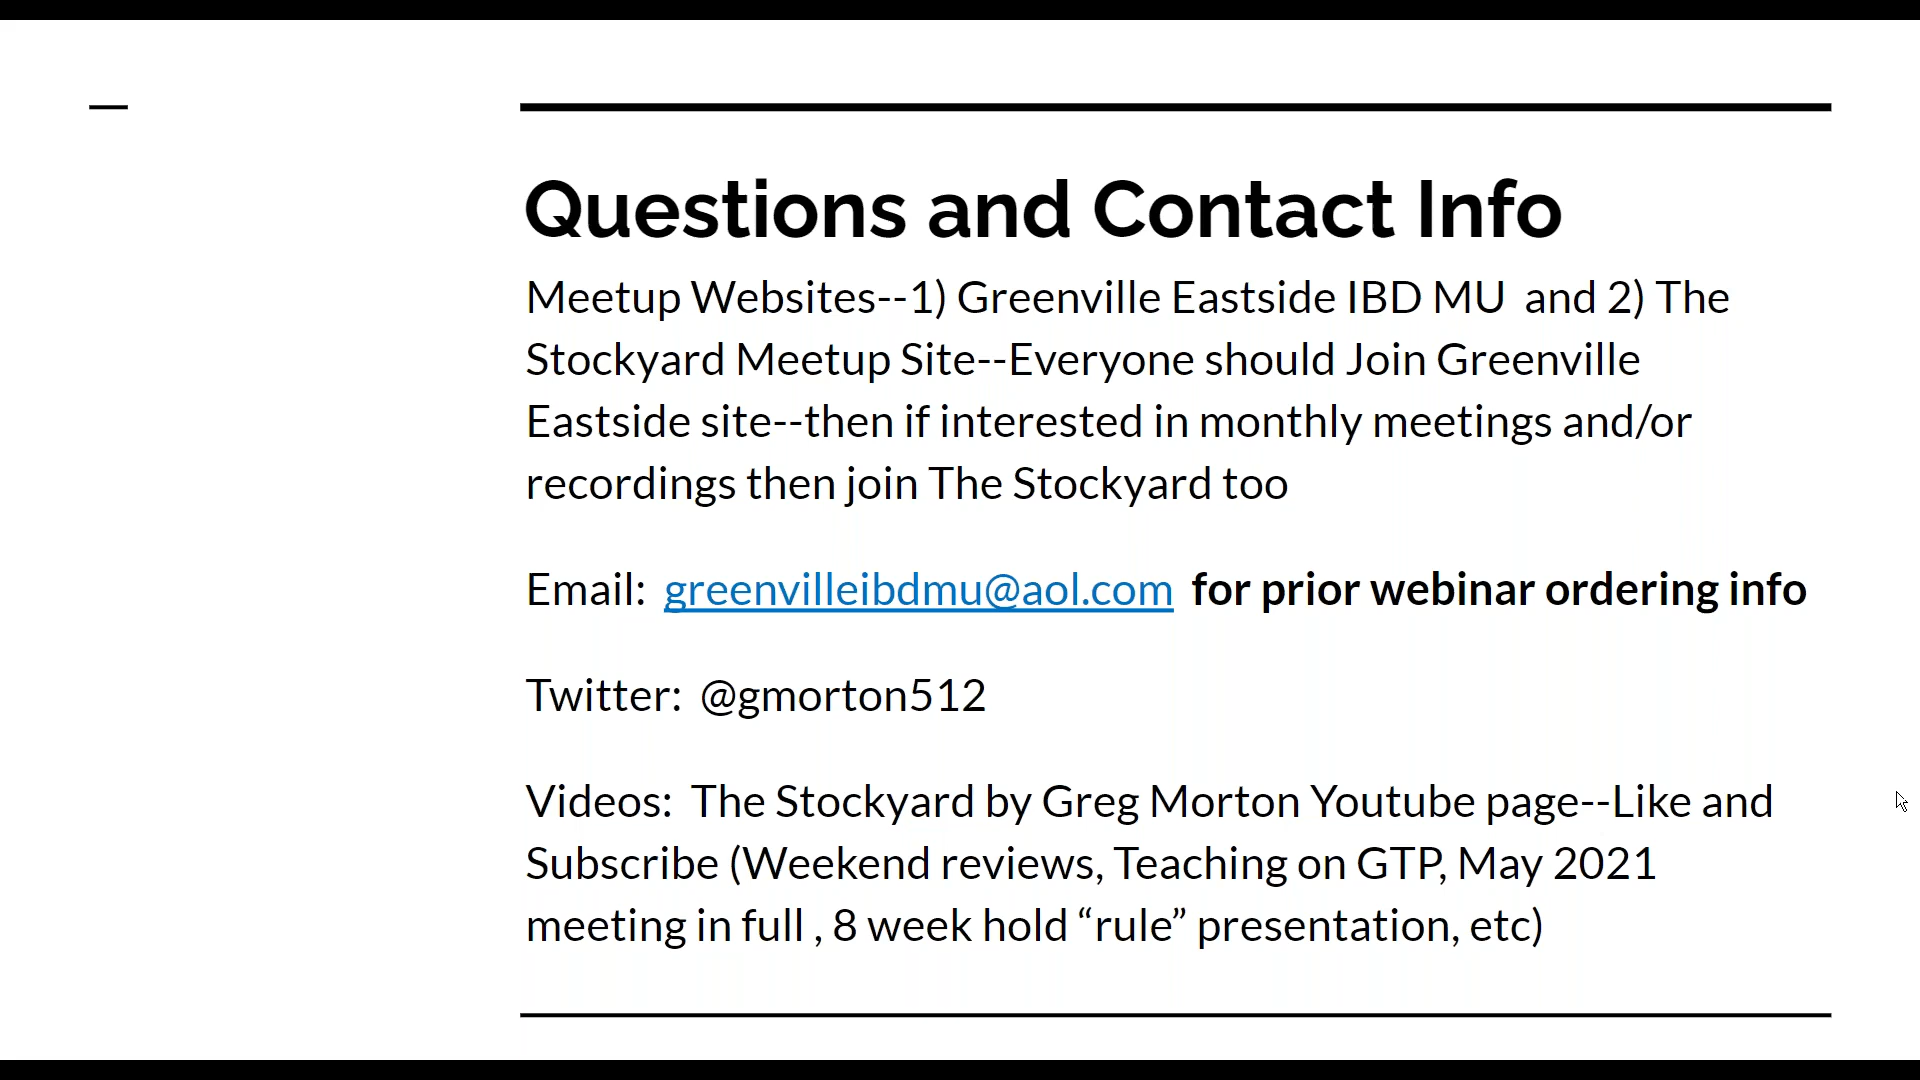 Questions and Contact Info
Meetup Websites--1) Greenville Eastside IBD MU  and 2) The
Stockyard Meetup Site--Everyone should Join Greenville
Eastside site--then if interested in monthly meetings and/or
recordings then join The Stockyard too
Email:  greenvilleibdmu@aol.com  for prior webinar ordering info
Twitter:  @gmorton512
Videos:  The Stockyard by Greg Morton Youtube page--Like and
Subscribe (Weekend reviews, Teaching on GTP, May 2021
meeting in full , 8 week hold “rule” presentation, etc)